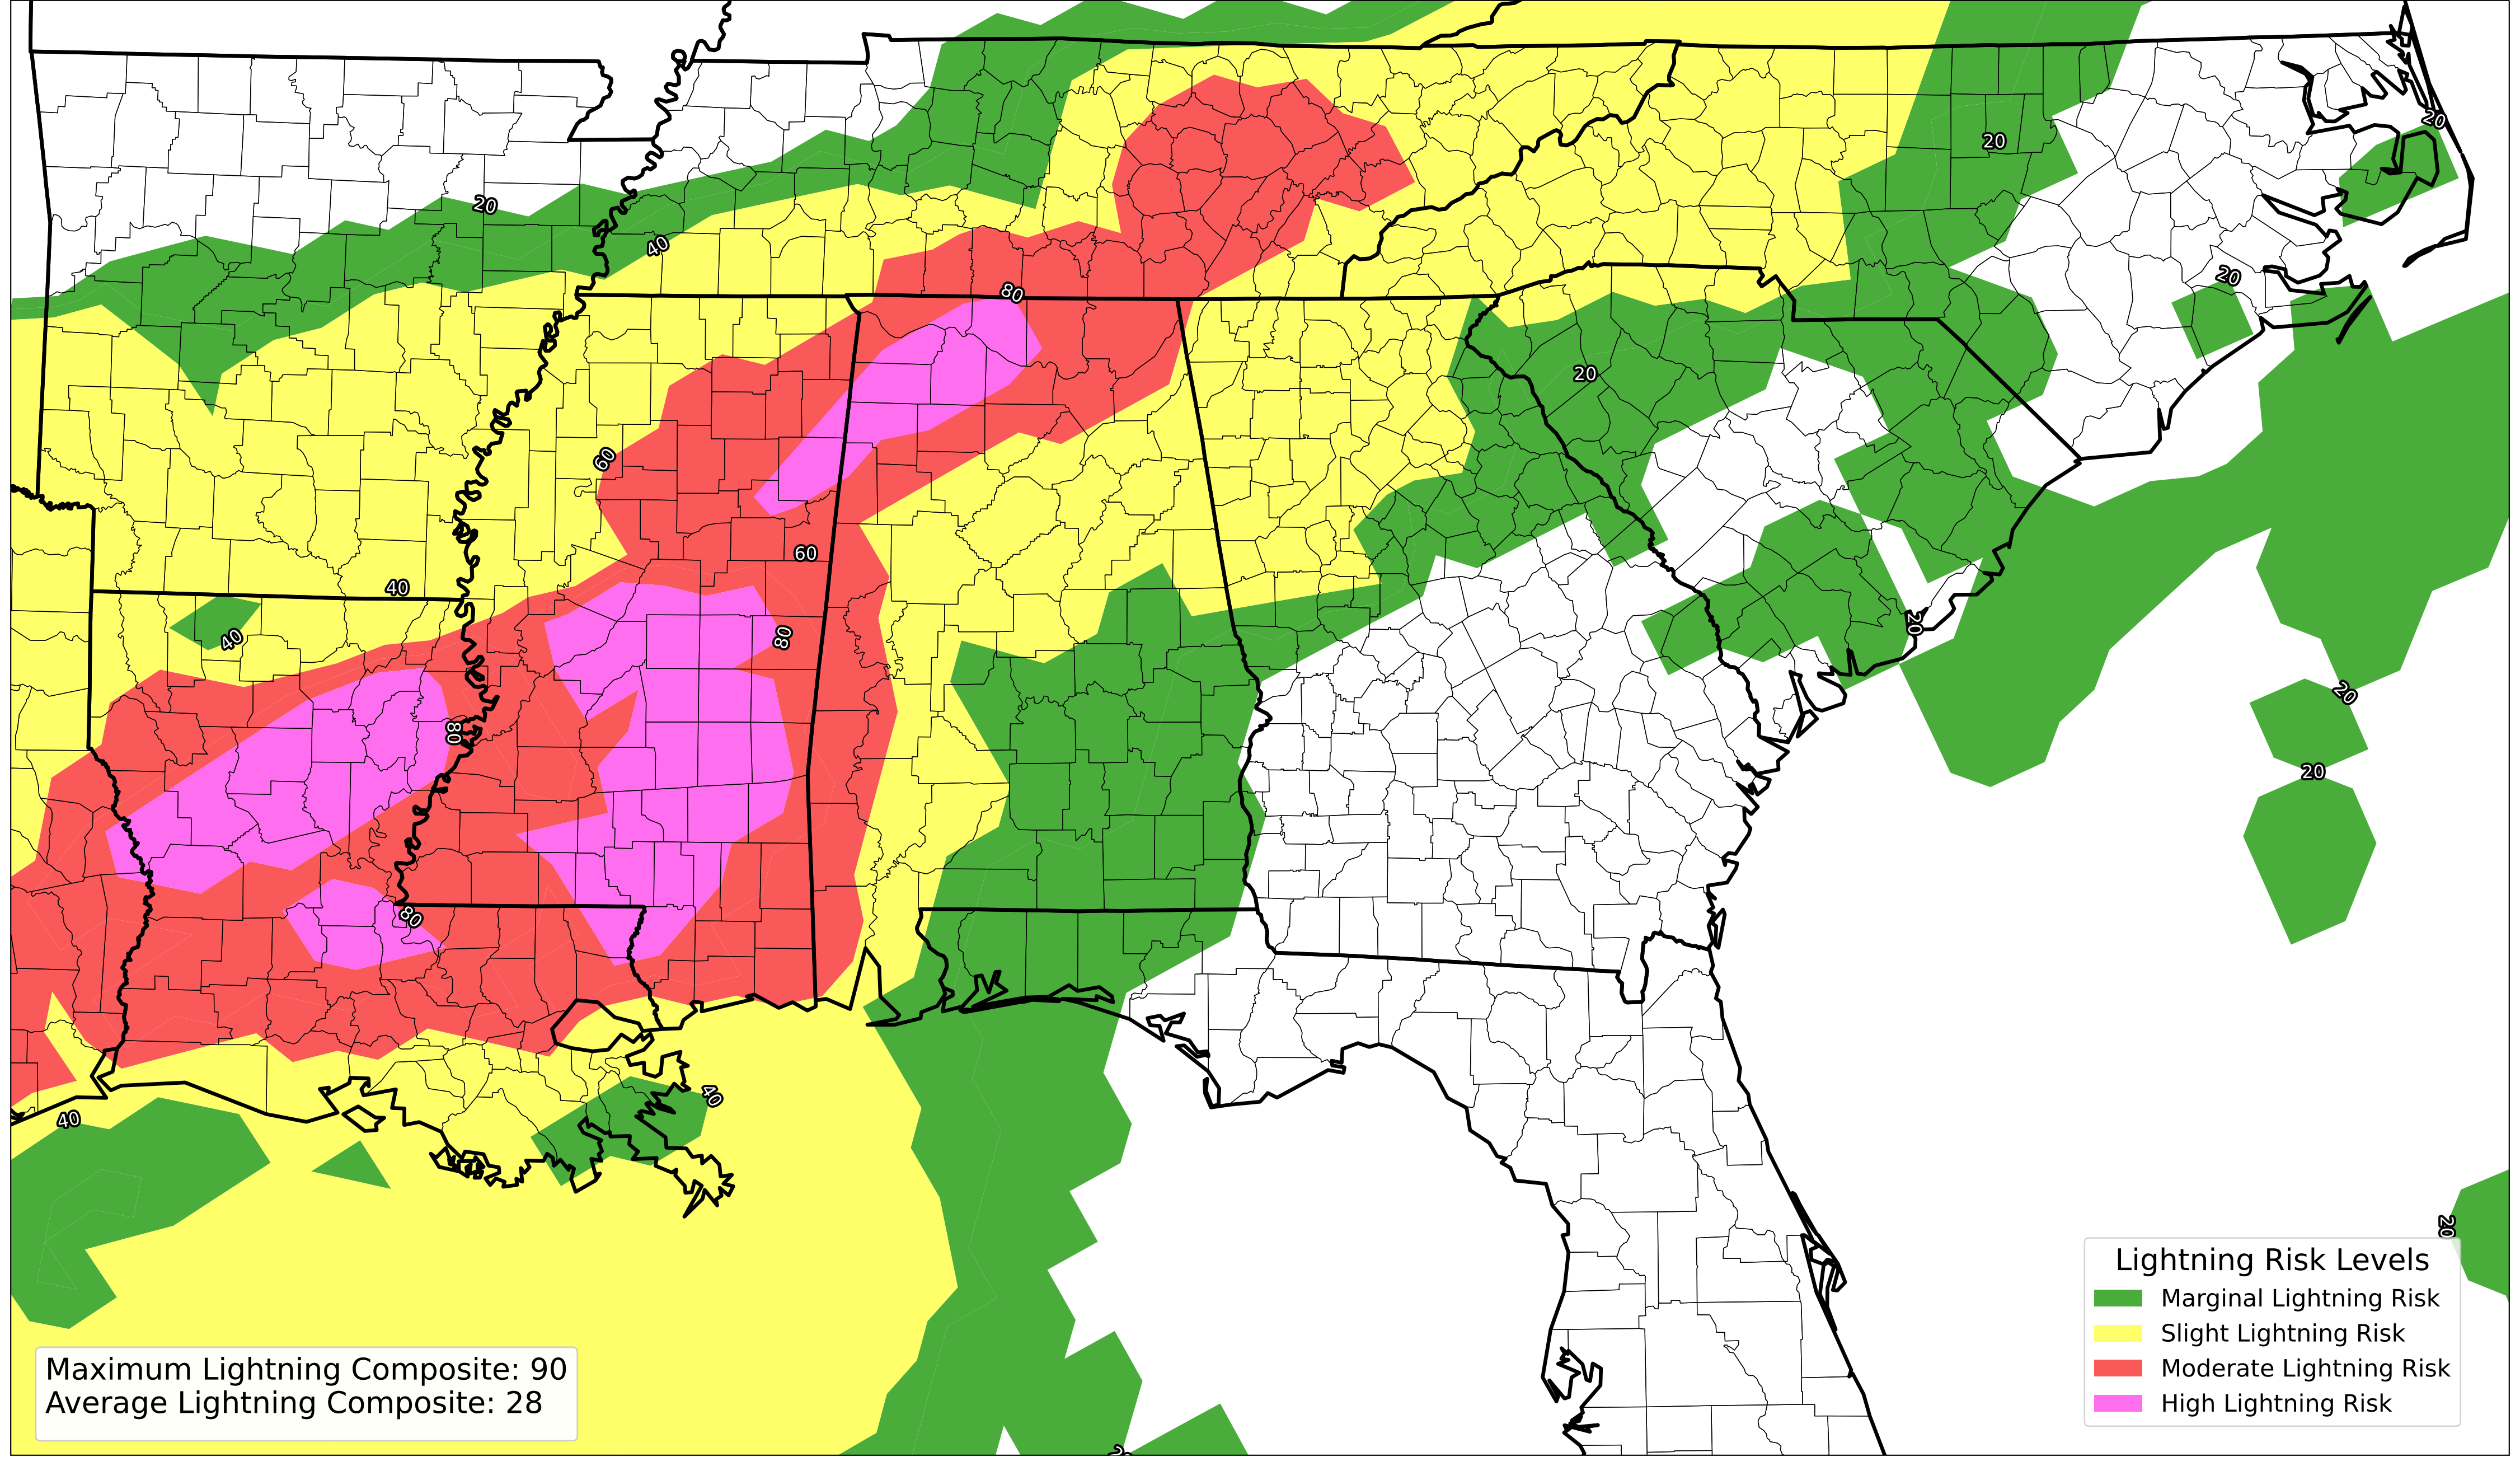 20
20
20
40
20
80
20
60
60
40
20
80
40
20
80
20
80
40
40
20
Lightning Risk Levels
Marginal Lightning Risk
Slight Lightning Risk
Moderate Lightning Risk
High Lightning Risk
Maximum Lightning Composite: 90
Average Lightning Composite: 28